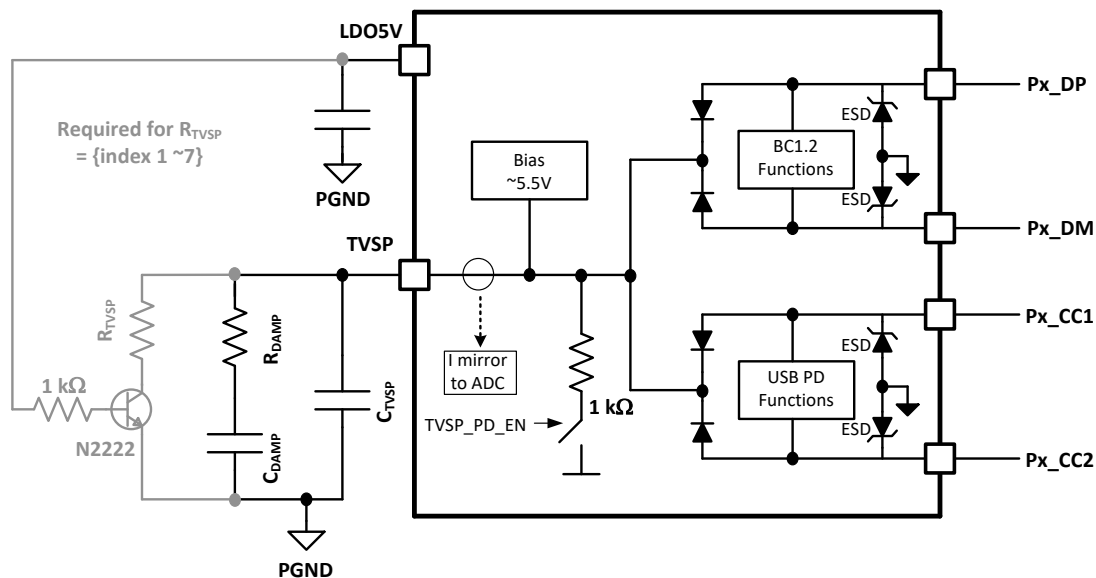 LDO5V
Required for RTVSP
= {index 1 ~7}
PGND
TVSP
RTVSP
1 kΩ
N2222
RDAMP
CDAMP
CTVSP
PGND
Bias
~5.5V
I mirror
to ADC
TVSP_PD_EN
1 kΩ
BC1.2
Functions
ESD
ESD
Px_DP
Px_DM
USB PD
Functions
ESD
ESD
Px_CC1
Px_CC2